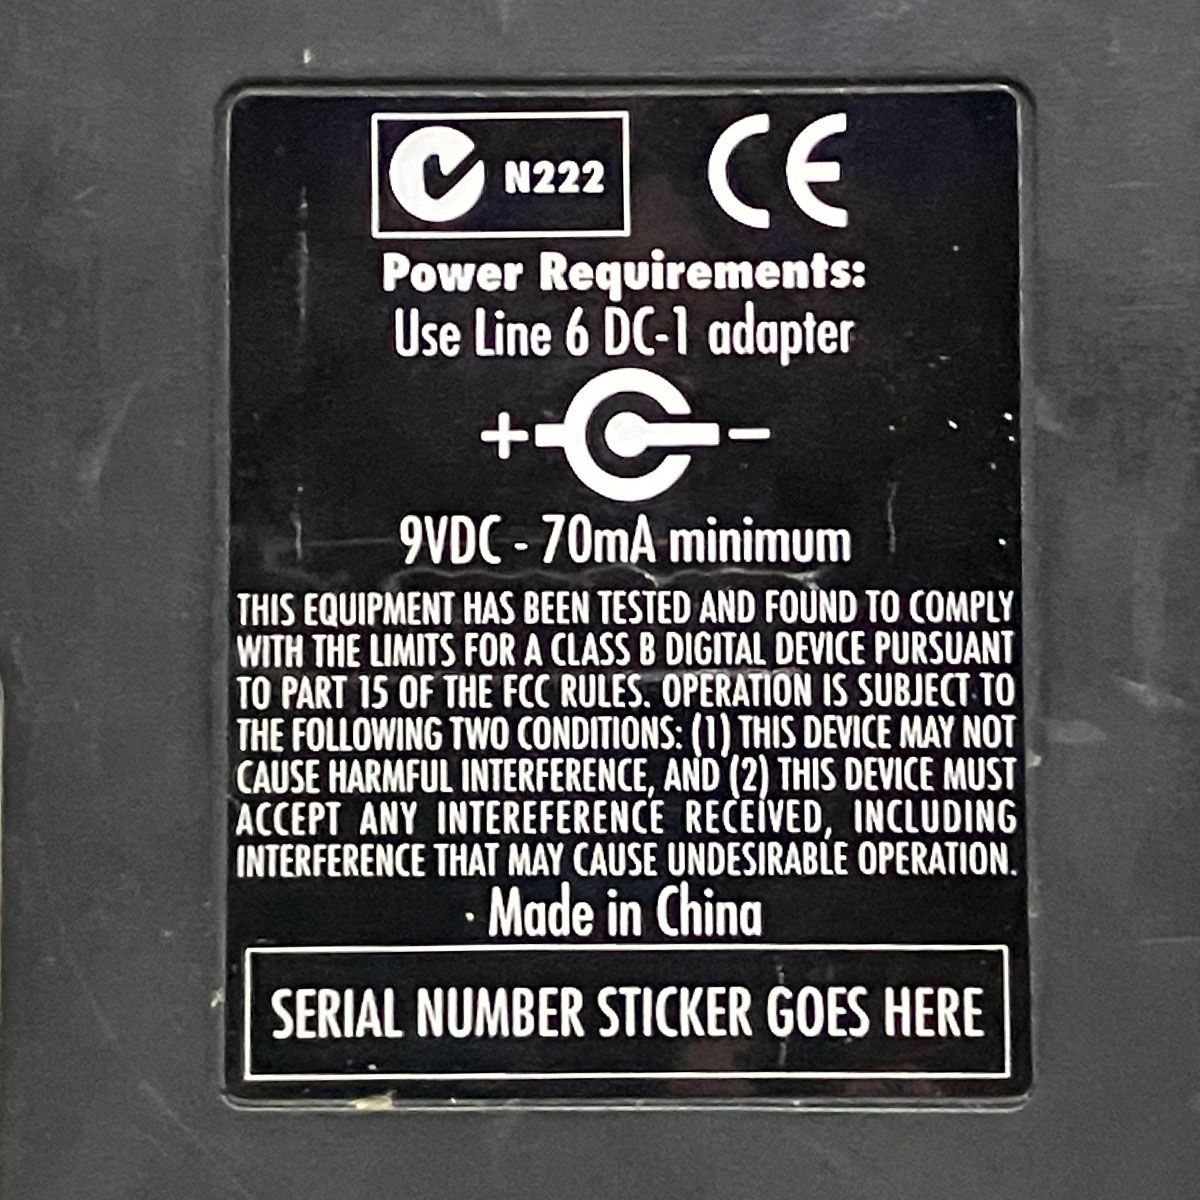 N222 CE
Power Requirements:
Use Line 6 DC-1 adapter
+ -
9VDC - 70mA minimum
THIS EQUIPMENT HAS BEEN TESTED AND FOUND TO COMPLY
WITH THE LIMITS FOR A CLASS B DIGITAL DEVICE PURSUANT
TO PART 15 OF THE FCC RULES. OPERATION IS SUBJECT TO
THE FOLLOWING TWO CONDITIONS: (1) THIS DEVICE MAY NOT
CAUSE HARMFUL INTERFERENCE, AND (2) THIS DEVICE MUST
ACCEPT ANY INTEREFERENCE RECEIVED, INCLUDING
INTERFERENCE THAT MAY CAUSE UNDESIRABLE OPERATION.
Made in China
SERIAL NUMBER STICKER GOES HERE